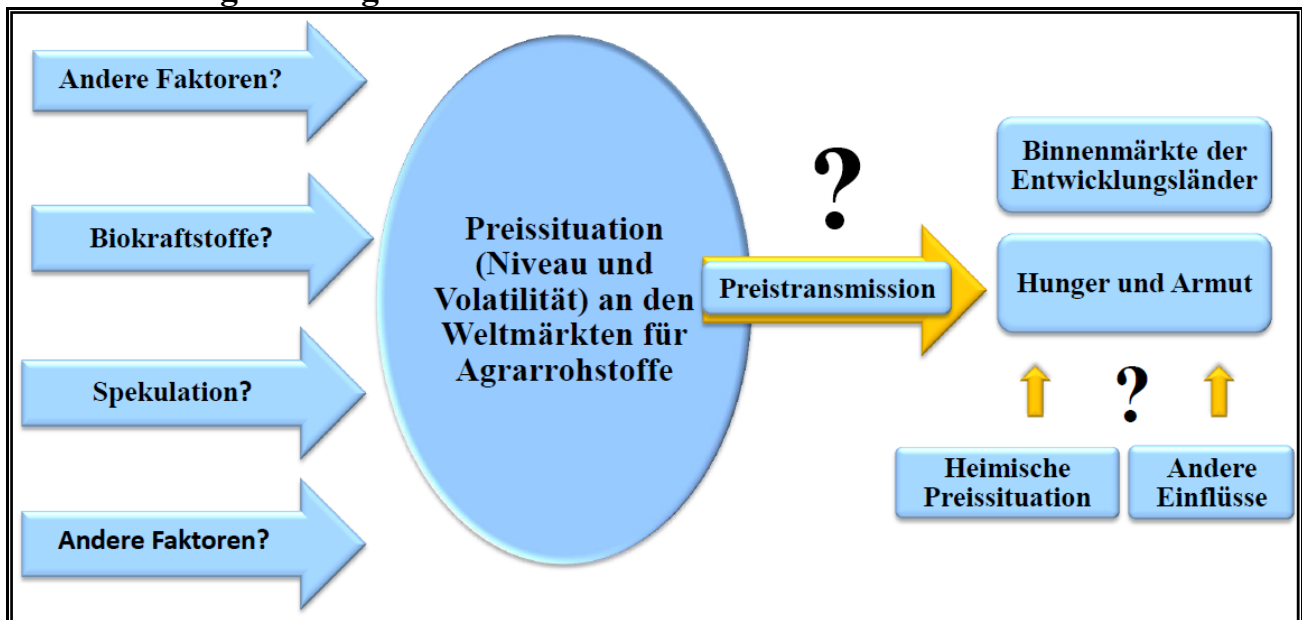 Andere Faktoren?
Biokraftstoffe?
Spekulation?
Andere Faktoren?
Preissituation
(Niveau und
Volatilität) an den
Weltmärkten für
Agrarrohstoffe
?
Preistransmission
Binnenmärkte der
Entwicklungsländer
Hunger und Armut
?
Heimische
Preissituation
Andere
Einflüsse